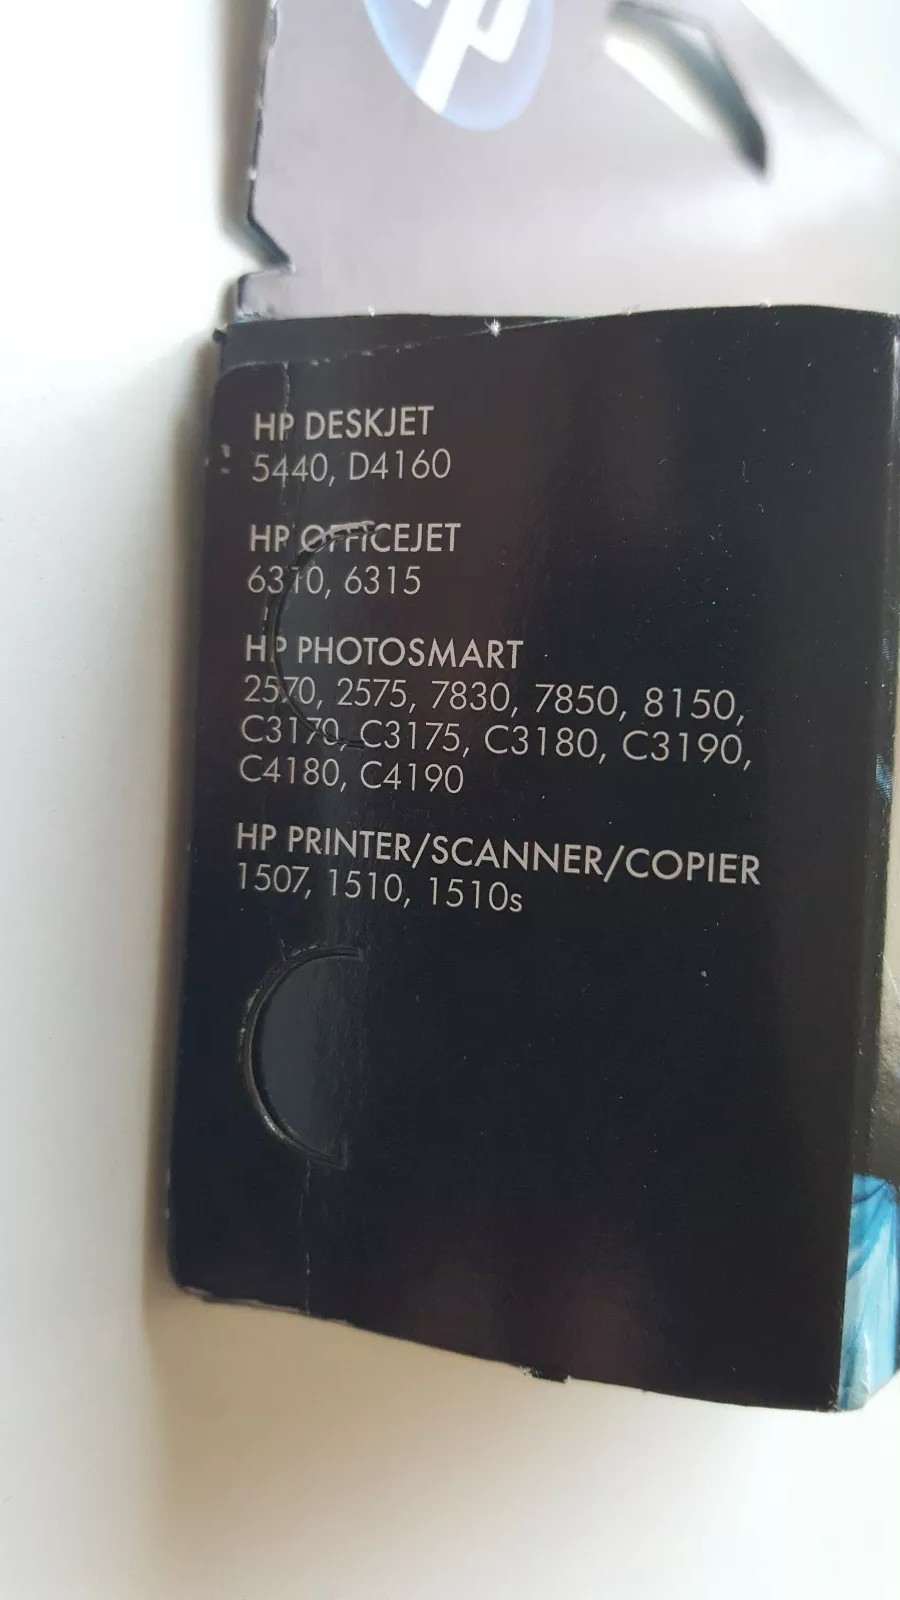 HP DESKJET
5440, D4160
HP OFFICEJET
6310, 6315
HP PHOTOSMART
2570, 2575, 7830, 7850, 8150,
C3170, C3175, C3180, C3190,
C4180, C4190
HP PRINTER/SCANNER/COPIER
1507, 1510, 1510s